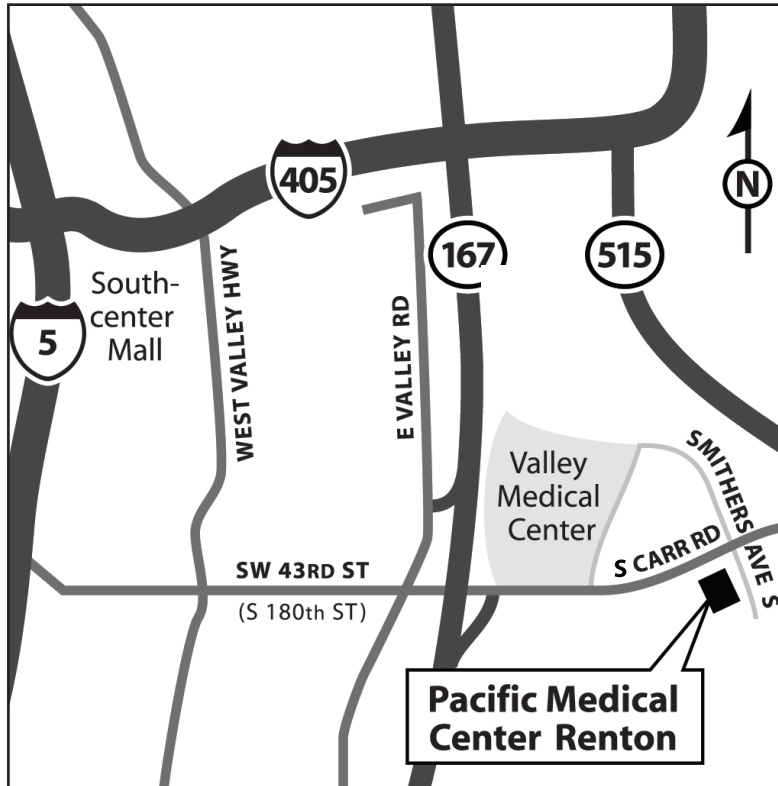 405
N
167
515
South-
center
Mall
5
WEST VALLEY HWY
E VALLEY RD
Valley
Medical
Center
SMITHERS AVE S
S CARR RD
SW 43RD ST
(S 180th ST)
Pacific Medical
Center Renton